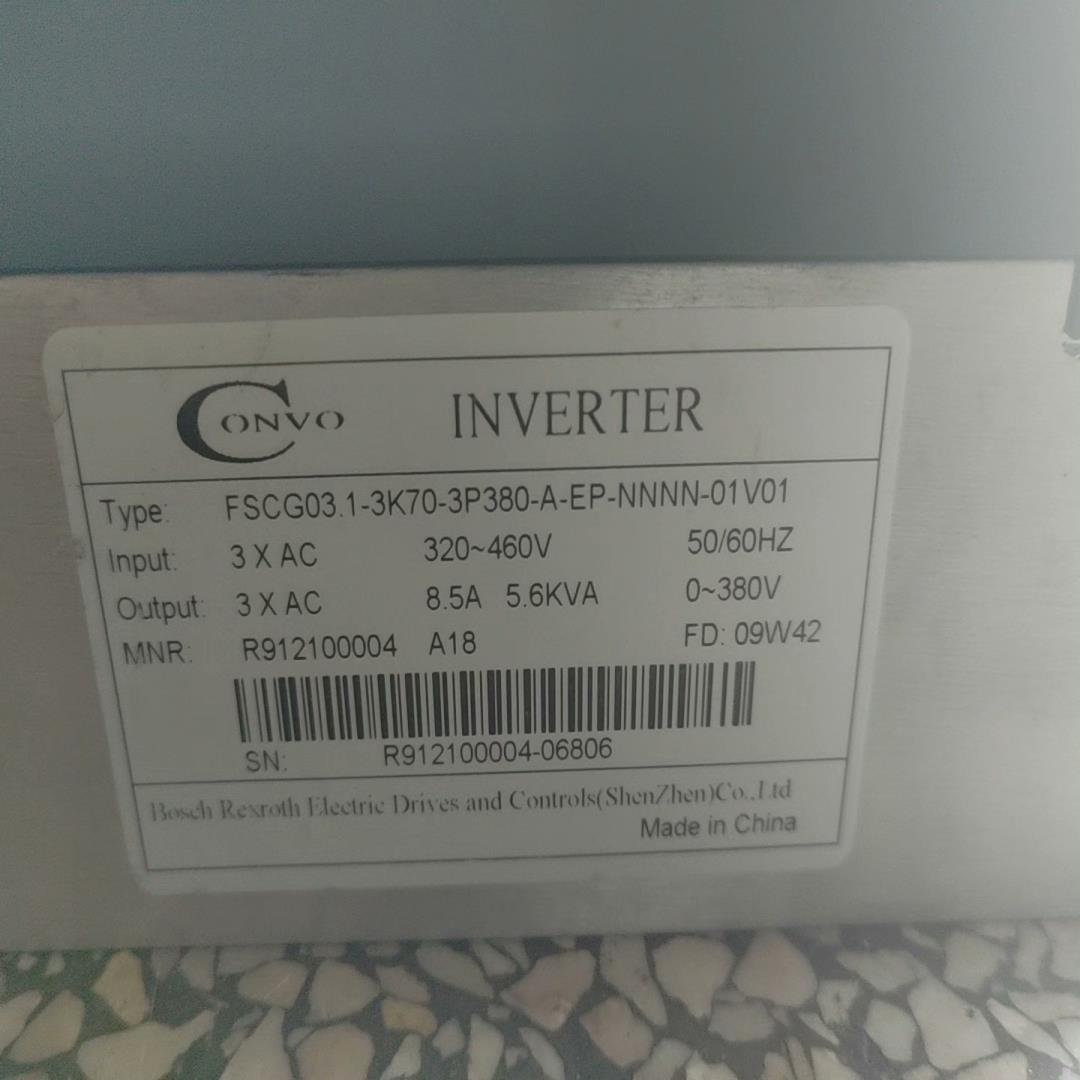 CONVO INVERTER
Type: FSCG03.1-3K70-3P380-A-EP-NNNN-01V01
Input: 3 X AC 320~460V 50/60HZ
Output: 3 X AC 8.5A 5.6KVA 0~380V
MNR: R912100004 A18 FD: 09W42
SN: R912100004-06806
Bosch Rexroth Electric Drives and Controls(ShenZhen)Co.,Ltd
Made in China